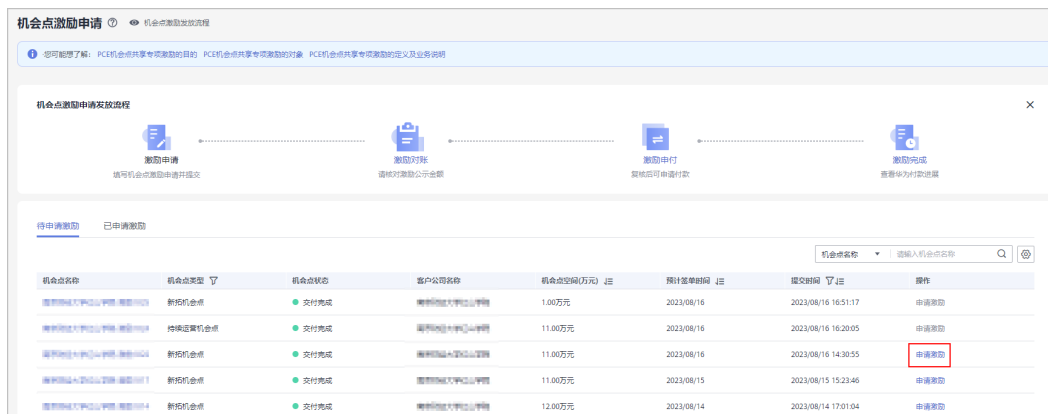 机会点激励申请 机会点激励发放流程
您可能想了解： PCE机会点共享专项激励的目的 PCE机会点共享专项激励的对象 PCE机会点共享专项激励的定义及业务说明
机会点激励申请发放流程
激励申请 激励对账 激励申付 激励完成
填写机会点激励申请并提交 请核对激励公示金额 复核后可申请付款 查看华为付款进展
待申请激励 已申请激励
机会点名称 请输入机会点名称
机会点名称 机会点类型 机会点状态 客户公司名称 机会点空间(万元) 预计签单时间 提交时间 操作
新拓机会点 交付完成 1.00万元 2023/08/16 2023/08/16 16:51:17 申请激励
持续运营机会点 交付完成 11.00万元 2023/08/16 2023/08/16 16:20:05 申请激励
新拓机会点 交付完成 11.00万元 2023/08/16 2023/08/16 14:30:55 申请激励
新拓机会点 交付完成 11.00万元 2023/08/15 2023/08/15 15:23:46 申请激励
新拓机会点 交付完成 12.00万元 2023/08/14 2023/08/14 17:01:04 申请激励